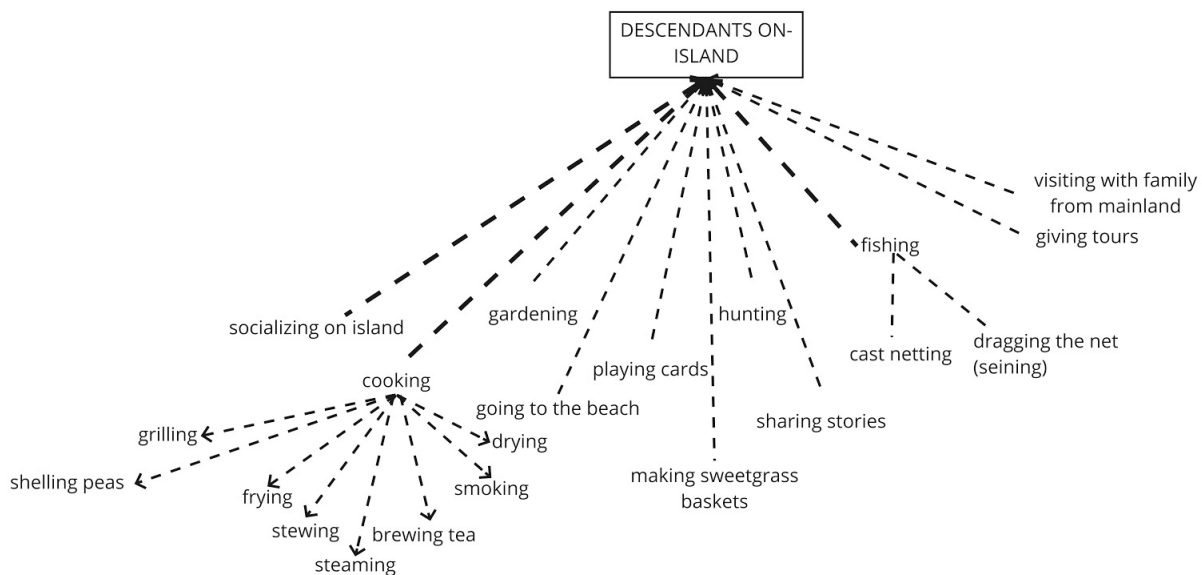 DESCENDANTS ON-
ISLAND
visiting with family
from mainland
giving tours
fishing
socializing on island
gardening
hunting
cast netting
dragging the net
(seining)
playing cards
cooking
going to the beach
sharing stories
grilling
drying
shelling peas
frying
smoking
making sweetgrass
baskets
stewing
brewing tea
steaming